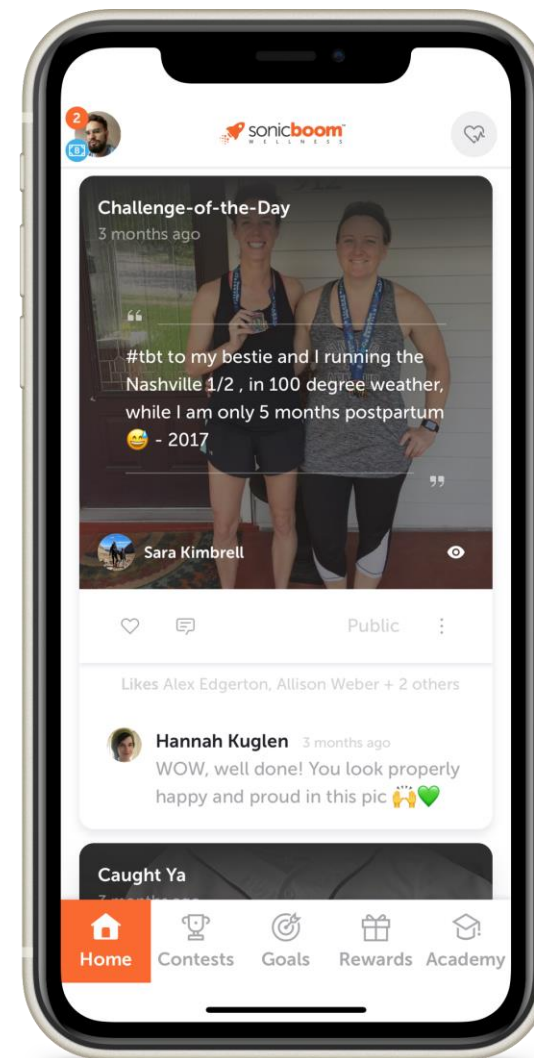 2
sonicboom
WELLNESS
Challenge-of-the-Day
3 months ago
“
#tbt to my bestie and I running the
Nashville 1/2 , in 100 degree weather,
while I am only 5 months postpartum
😅 - 2017
”
Sara Kimbrell
Public
Likes Alex Edgerton, Allison Weber + 2 others
Hannah Kuglen 3 months ago
WOW, well done! You look properly
happy and proud in this pic 🙌💚
Caught Ya
3 months ago
Home Contests Goals Rewards Academy